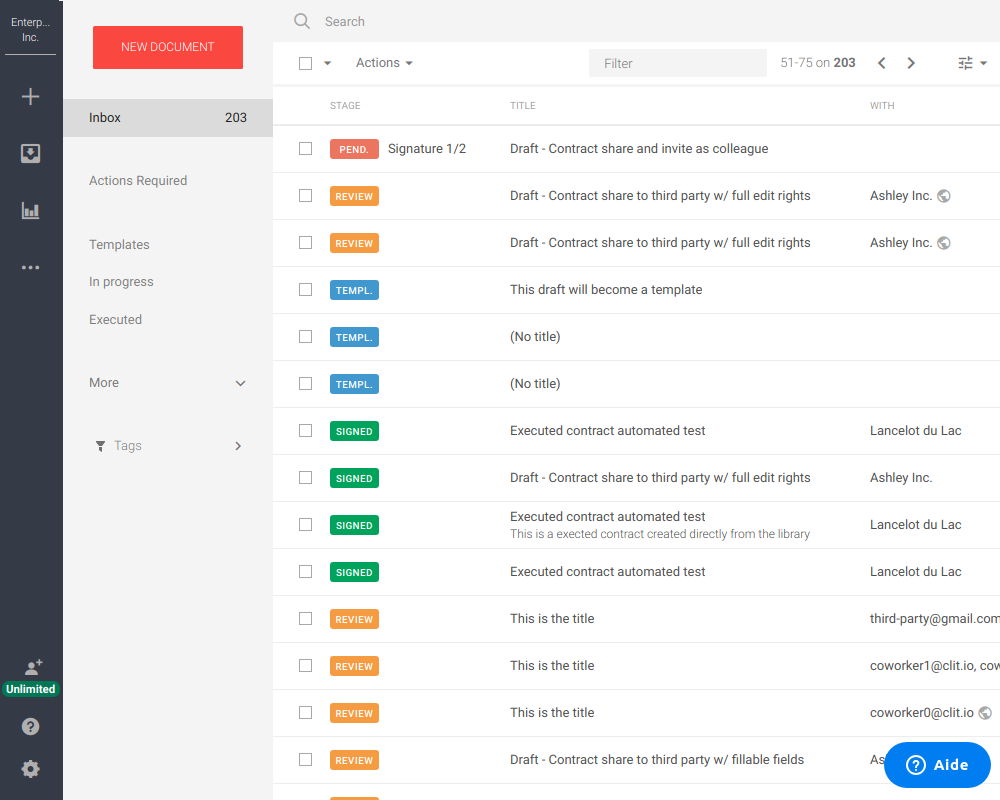 Enterp...
Inc.
Unlimited
NEW DOCUMENT
Inbox 203
Actions Required
Templates
In progress
Executed
More
Tags
Search
Actions Filter 51-75 on 203
STAGE TITLE WITH
PEND. Signature 1/2 Draft - Contract share and invite as colleague
REVIEW Draft - Contract share to third party w/ full edit rights Ashley Inc.
REVIEW Draft - Contract share to third party w/ full edit rights Ashley Inc.
TEMPL. This draft will become a template
TEMPL. (No title)
TEMPL. (No title)
SIGNED Executed contract automated test Lancelot du Lac
SIGNED Draft - Contract share to third party w/ full edit rights Ashley Inc.
SIGNED Executed contract automated test Lancelot du Lac
This is a exected contract created directly from the library
SIGNED Executed contract automated test Lancelot du Lac
REVIEW This is the title third-party@gmail.com
REVIEW This is the title coworker1@clit.io, cow
REVIEW This is the title coworker0@clit.io
REVIEW Draft - Contract share to third party w/ fillable fields As
Aide